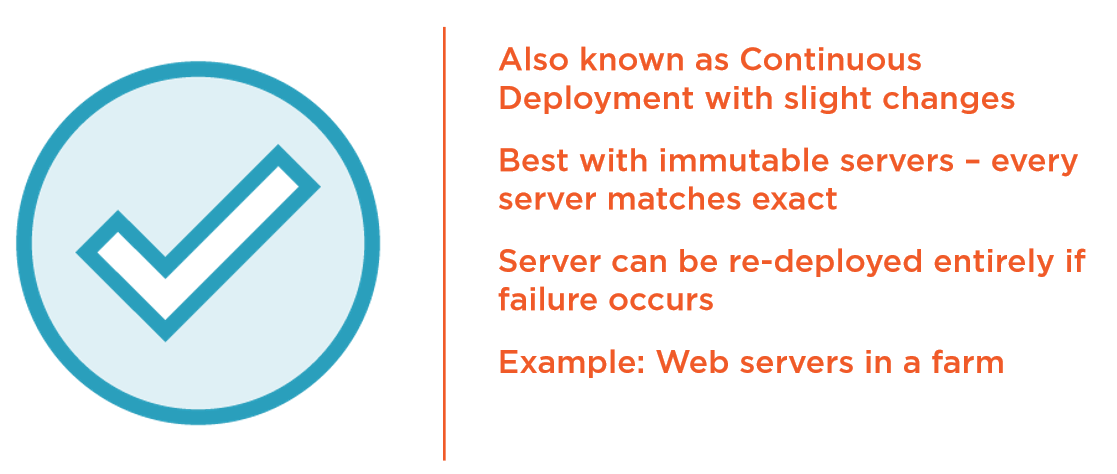 Also known as Continuous
Deployment with slight changes
Best with immutable servers – every
server matches exact
Server can be re-deployed entirely if
failure occurs
Example: Web servers in a farm